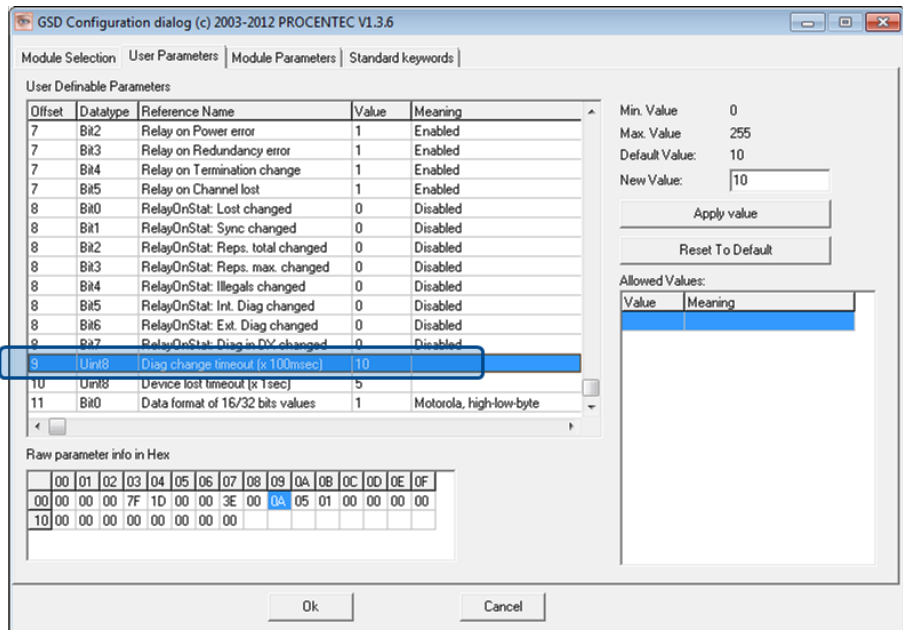 GSD Configuration dialog (c) 2003-2012 PROCENTEC V1.3.6
Module Selection User Parameters Module Parameters Standard keywords
User Definable Parameters
Offset Datatype Reference Name Value Meaning
7 Bit2 Relay on Power error 1 Enabled
7 Bit3 Relay on Redundancy error 1 Enabled
7 Bit4 Relay on Termination change 1 Enabled
7 Bit5 Relay on Channel lost 1 Enabled
8 Bit0 RelayOnStat: Lost changed 0 Disabled
8 Bit1 RelayOnStat: Sync changed 0 Disabled
8 Bit2 RelayOnStat: Reps. total changed 0 Disabled
8 Bit3 RelayOnStat: Reps. max. changed 0 Disabled
8 Bit4 RelayOnStat: Illegals changed 0 Disabled
8 Bit5 RelayOnStat: Int. Diag changed 0 Disabled
8 Bit6 RelayOnStat: Ext. Diag changed 0 Disabled
8 Bit7 RelayOnStat: Diag in DX changed 0 Disabled
9 Uint8 Diag change timeout (x 100msec) 10
10 Uint8 Device lost timeout (x 1sec) 5
11 Bit0 Data format of 16/32 bits values 1 Motorola, high-low-byte
Min. Value 0
Max. Value 255
Default Value: 10
New Value: 10
Apply value
Reset To Default
Allowed Values:
Value Meaning
Raw parameter info in Hex
00 01 02 03 04 05 06 07 08 09 0A 0B 0C 0D 0E 0F
00 00 00 00 7F 1D 00 00 3E 00 0A 05 01 00 00 00 00
10 00 00 00 00 00 00 00 00
Ok Cancel